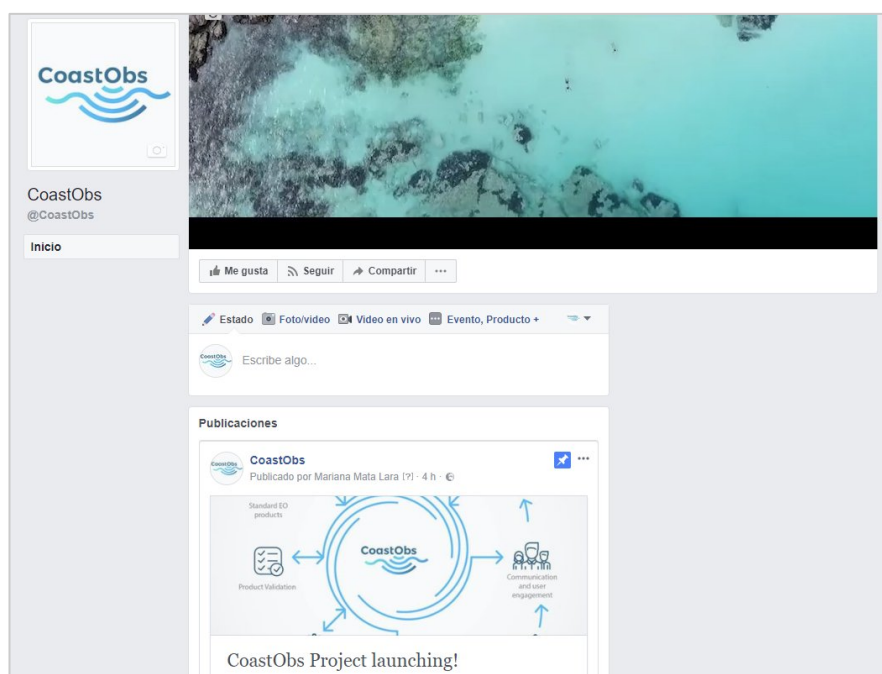 CoastObs
CoastObs
@CoastObs
Inicio
Me gusta
Seguir
Compartir
Estado
Foto/video
Video en vivo
Evento, Producto +
CoastObs
Escribe algo...
Publicaciones
CoastObs
CoastObs
Publicado por Mariana Mata Lara [?] · 4 h ·
Standard EO
products
CoastObs
Product Validation
Communication
and user
engagement
CoastObs Project launching!